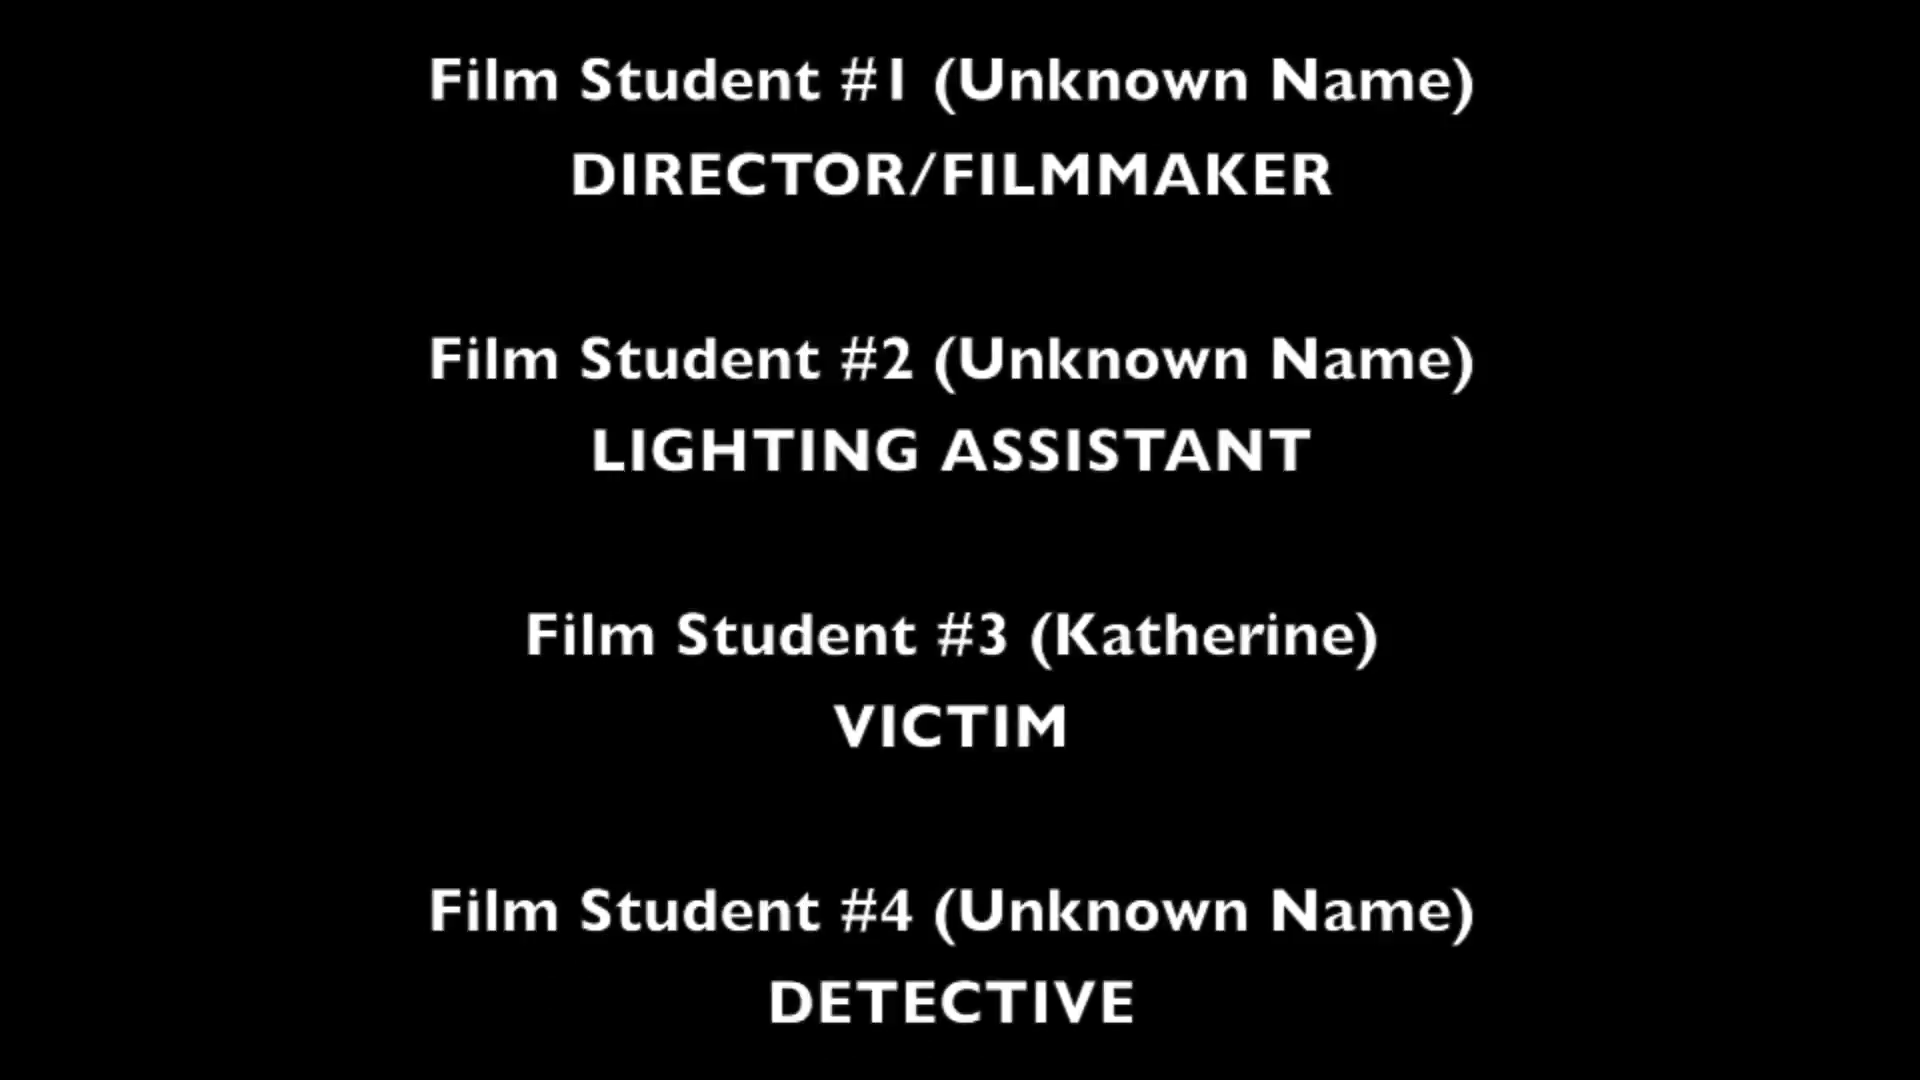 Film Student #1 (Unknown Name)
DIRECTOR/FILMMAKER
Film Student #2 (Unknown Name)
LIGHTING ASSISTANT
Film Student #3 (Katherine)
VICTIM
Film Student #4 (Unknown Name)
DETECTIVE